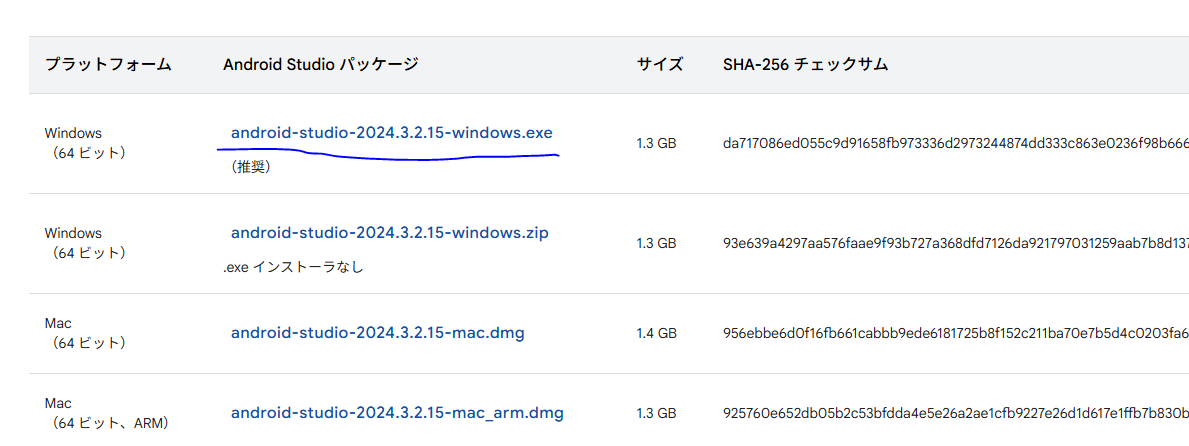 プラットフォーム Android Studio パッケージ サイズ SHA-256 チェックサム
Windows
（64 ビット）
android-studio-2024.3.2.15-windows.exe
（推奨）
1.3 GB
da717086ed055c9d91658fb973336d2973244874dd333c863e0236f98b666
Windows
（64 ビット）
android-studio-2024.3.2.15-windows.zip
.exe インストーラなし
1.3 GB
93e639a4297aa576faae9f93b727a368dfd7126da921797031259aab7b8d137
Mac
（64 ビット）
android-studio-2024.3.2.15-mac.dmg
1.4 GB
956ebbe6d0f16fb661cabbb9ede6181725b8f152c211ba70e7b5d4c0203fa6
Mac
（64 ビット、ARM）
android-studio-2024.3.2.15-mac_arm.dmg
1.3 GB
925760e652db05b2c53bfdda4e5e26a2ae1cfb9227e26d1d617e1ffb7b830b